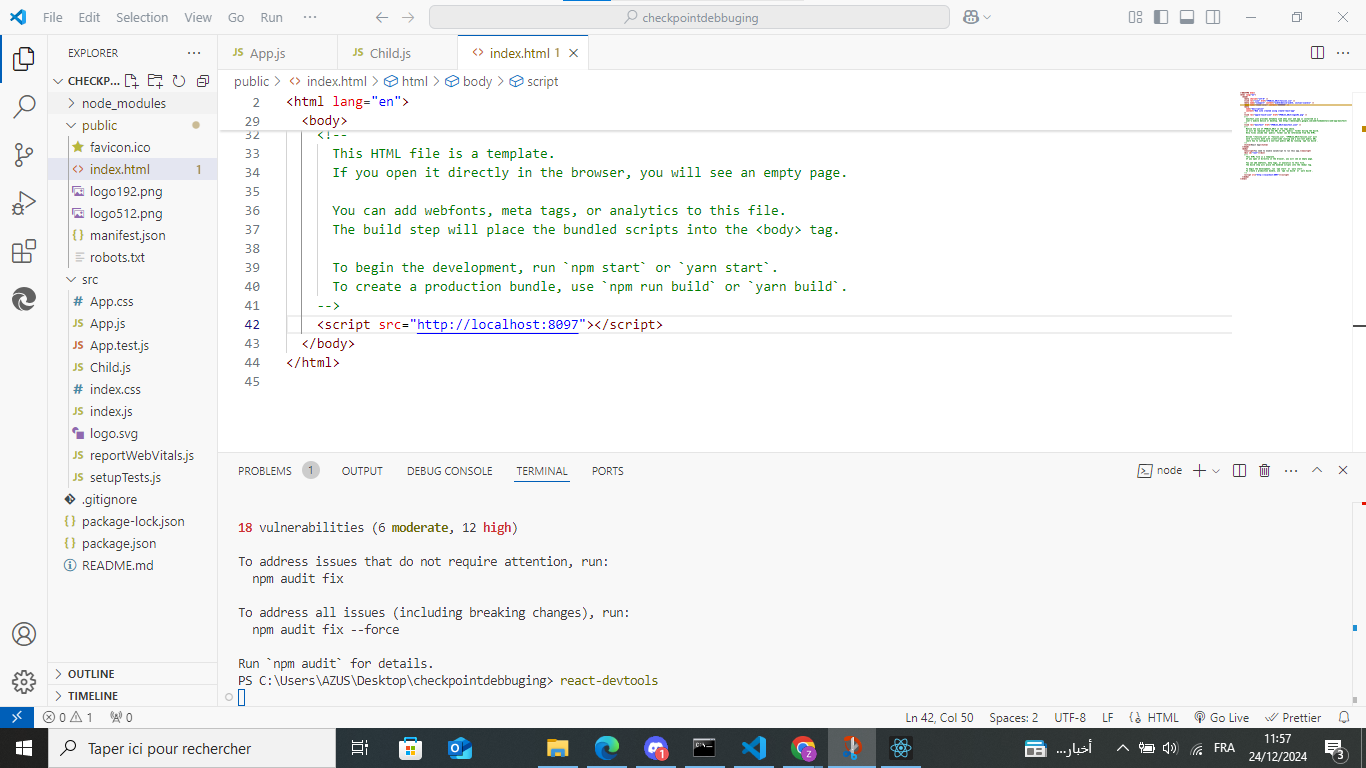 File Edit Selection View Go Run ··· checkpointdebbuging
EXPLORER ···
CHECKP...
node_modules
public
favicon.ico
index.html 1
logo192.png
logo512.png
manifest.json
robots.txt
src
App.css
App.js
App.test.js
Child.js
index.css
index.js
logo.svg
reportWebVitals.js
setupTests.js
.gitignore
package-lock.json
package.json
README.md
OUTLINE
TIMELINE
JS App.js JS Child.js <> index.html 1 ×
public > <> index.html > html > body > script
2 <html lang="en">
29 <body>
32 <!--
33 This HTML file is a template.
34 If you open it directly in the browser, you will see an empty page.
35
36 You can add webfonts, meta tags, or analytics to this file.
37 The build step will place the bundled scripts into the <body> tag.
38
39 To begin the development, run `npm start` or `yarn start`.
40 To create a production bundle, use `npm run build` or `yarn build`.
41 -->
42 <script src="http://localhost:8097"></script>
43 </body>
44 </html>
45
PROBLEMS 1 OUTPUT DEBUG CONSOLE TERMINAL PORTS node
18 vulnerabilities (6 moderate, 12 high)
To address issues that do not require attention, run:
npm audit fix
To address all issues (including breaking changes), run:
npm audit fix --force
Run `npm audit` for details.
PS C:\Users\AZUS\Desktop\checkpointdebbuging> react-devtools
0 1 0 Ln 42, Col 50 Spaces: 2 UTF-8 LF HTML Go Live Prettier
Taper ici pour rechercher 1 أخبار... FRA 11:57
24/12/2024 3